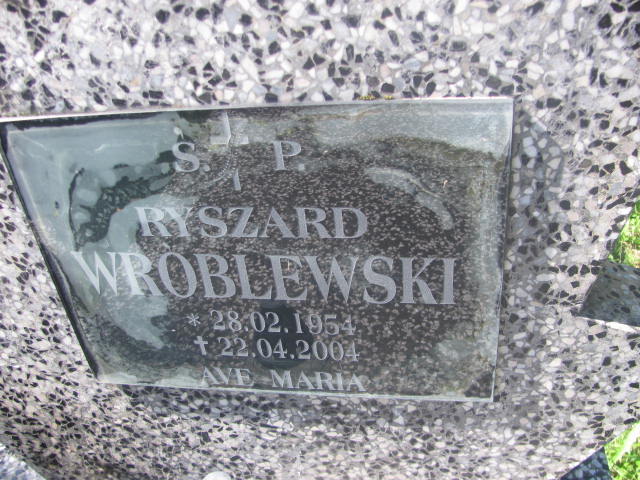 S. P.
RYSZARD
WROBLEWSKI
* 28.02.1954
† 22.04.2004
AVE MARIA